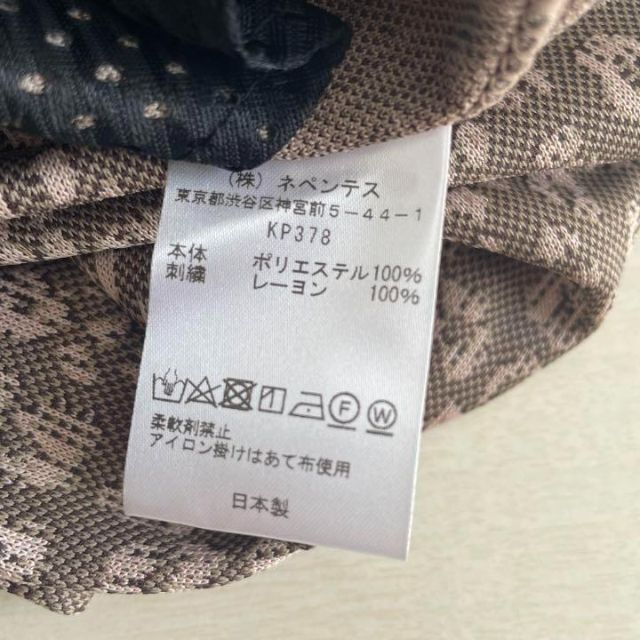 (株) ネペンテス
東京都渋谷区神宮前5-44-1
KP378
本体 ポリエステル100%
刺繍 レーヨン 100%
F W
柔軟剤禁止
アイロン掛けはあて布使用
日本製